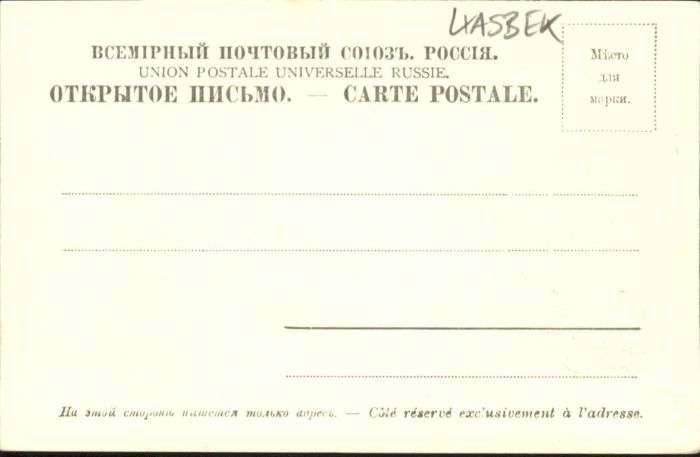 KASBEK
ВСЕМІРНЫЙ ПОЧТОВЫЙ СОЮЗЪ. РОССІЯ.
UNION POSTALE UNIVERSELLE RUSSIE.
ОТКРЫТОЕ ПИСЬМО. — CARTE POSTALE.
Мѣсто
для
марки.
На этой сторонѣ пишется только адресъ. — Côté réservé exclusivement à l'adresse.